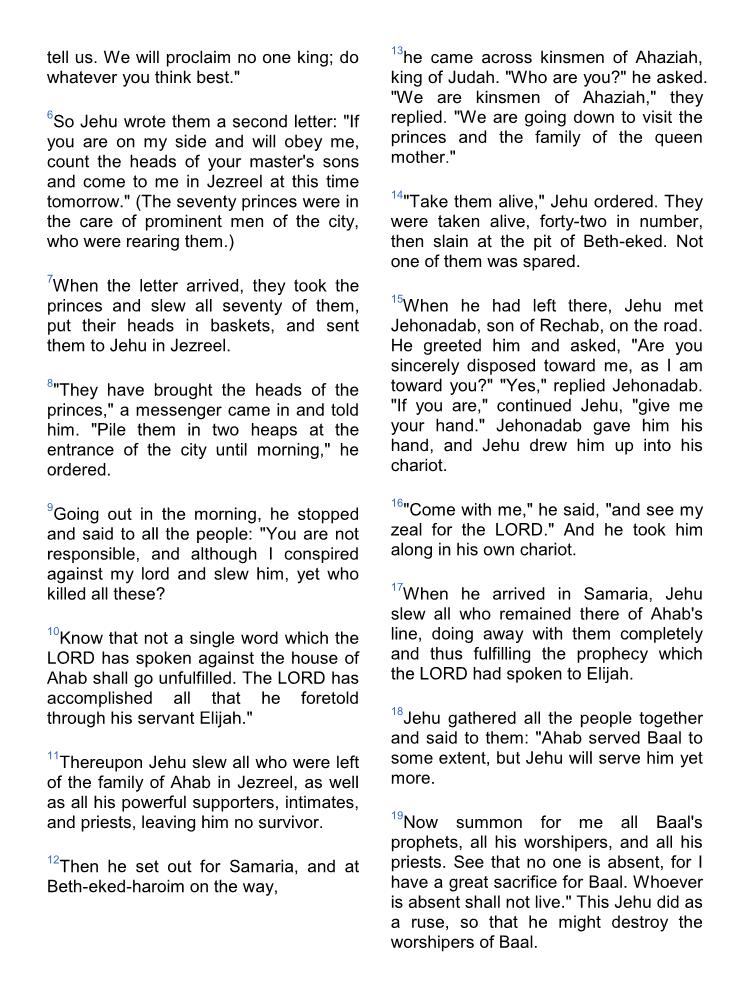 tell us. We will proclaim no one king; do
whatever you think best."
6So Jehu wrote them a second letter: "If
you are on my side and will obey me,
count the heads of your master's sons
and come to me in Jezreel at this time
tomorrow." (The seventy princes were in
the care of prominent men of the city,
who were rearing them.)
7When the letter arrived, they took the
princes and slew all seventy of them,
put their heads in baskets, and sent
them to Jehu in Jezreel.
8"They have brought the heads of the
princes," a messenger came in and told
him. "Pile them in two heaps at the
entrance of the city until morning," he
ordered.
9Going out in the morning, he stopped
and said to all the people: "You are not
responsible, and although I conspired
against my lord and slew him, yet who
killed all these?
10Know that not a single word which the
LORD has spoken against the house of
Ahab shall go unfulfilled. The LORD has
accomplished all that he foretold
through his servant Elijah."
11Thereupon Jehu slew all who were left
of the family of Ahab in Jezreel, as well
as all his powerful supporters, intimates,
and priests, leaving him no survivor.
12Then he set out for Samaria, and at
Beth-eked-haroim on the way,
13he came across kinsmen of Ahaziah,
king of Judah. "Who are you?" he asked.
"We are kinsmen of Ahaziah," they
replied. "We are going down to visit the
princes and the family of the queen
mother."
14"Take them alive," Jehu ordered. They
were taken alive, forty-two in number,
then slain at the pit of Beth-eked. Not
one of them was spared.
15When he had left there, Jehu met
Jehonadab, son of Rechab, on the road.
He greeted him and asked, "Are you
sincerely disposed toward me, as I am
toward you?" "Yes," replied Jehonadab.
"If you are," continued Jehu, "give me
your hand." Jehonadab gave him his
hand, and Jehu drew him up into his
chariot.
16"Come with me," he said, "and see my
zeal for the LORD." And he took him
along in his own chariot.
17When he arrived in Samaria, Jehu
slew all who remained there of Ahab's
line, doing away with them completely
and thus fulfilling the prophecy which
the LORD had spoken to Elijah.
18Jehu gathered all the people together
and said to them: "Ahab served Baal to
some extent, but Jehu will serve him yet
more.
19Now summon for me all Baal's
prophets, all his worshipers, and all his
priests. See that no one is absent, for I
have a great sacrifice for Baal. Whoever
is absent shall not live." This Jehu did as
a ruse, so that he might destroy the
worshipers of Baal.